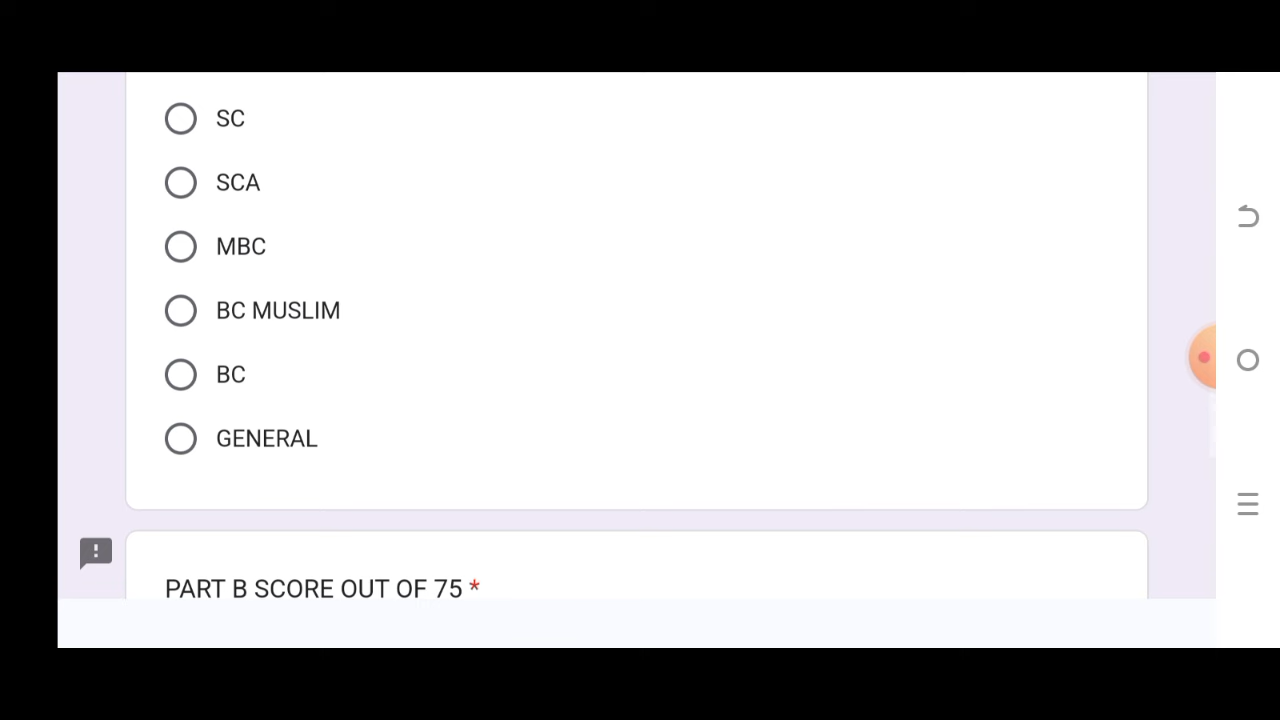 SC
SCA
MBC
BC MUSLIM
BC
GENERAL
PART B SCORE OUT OF 75 *